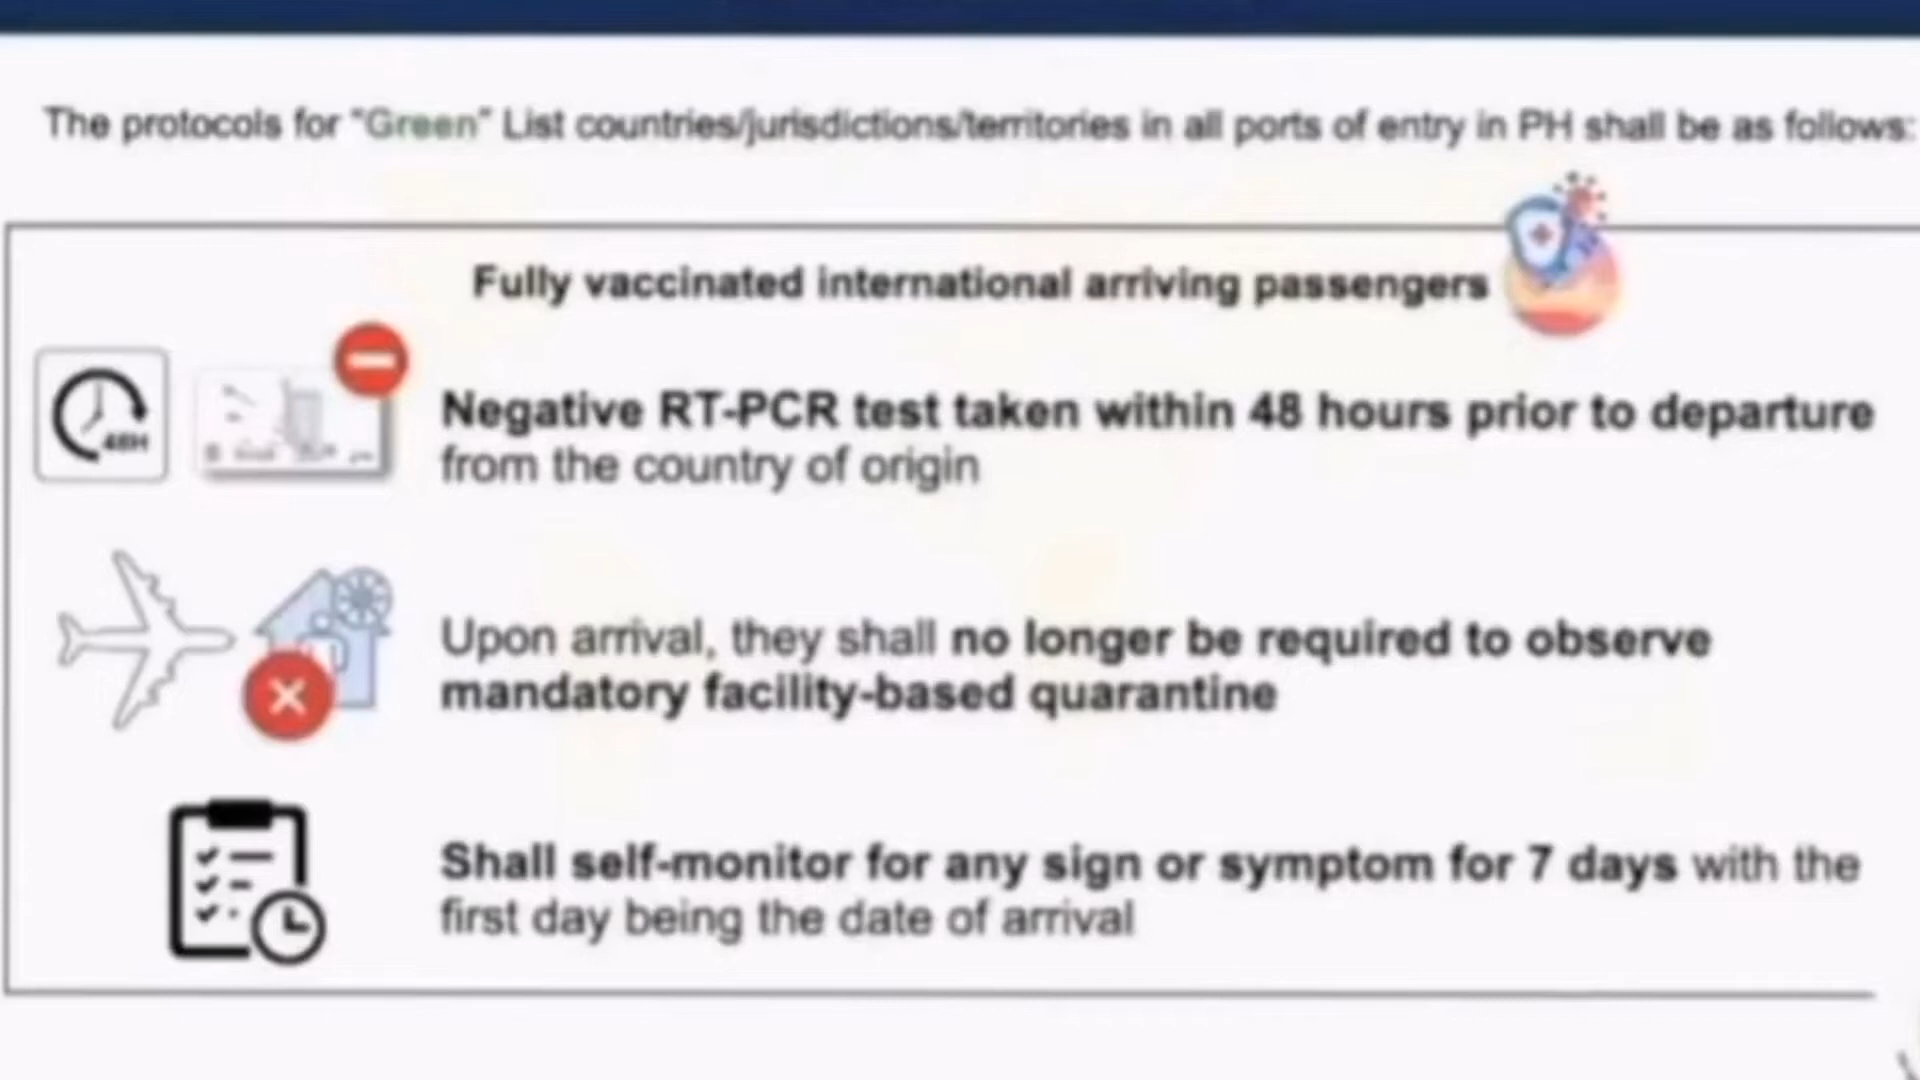 The protocols for "Green" List countries/jurisdictions/territories in all ports of entry in PH shall be as follows:
Fully vaccinated international arriving passengers
48H
Negative RT-PCR test taken within 48 hours prior to departure
from the country of origin
Upon arrival, they shall no longer be required to observe
mandatory facility-based quarantine
Shall self-monitor for any sign or symptom for 7 days with the
first day being the date of arrival